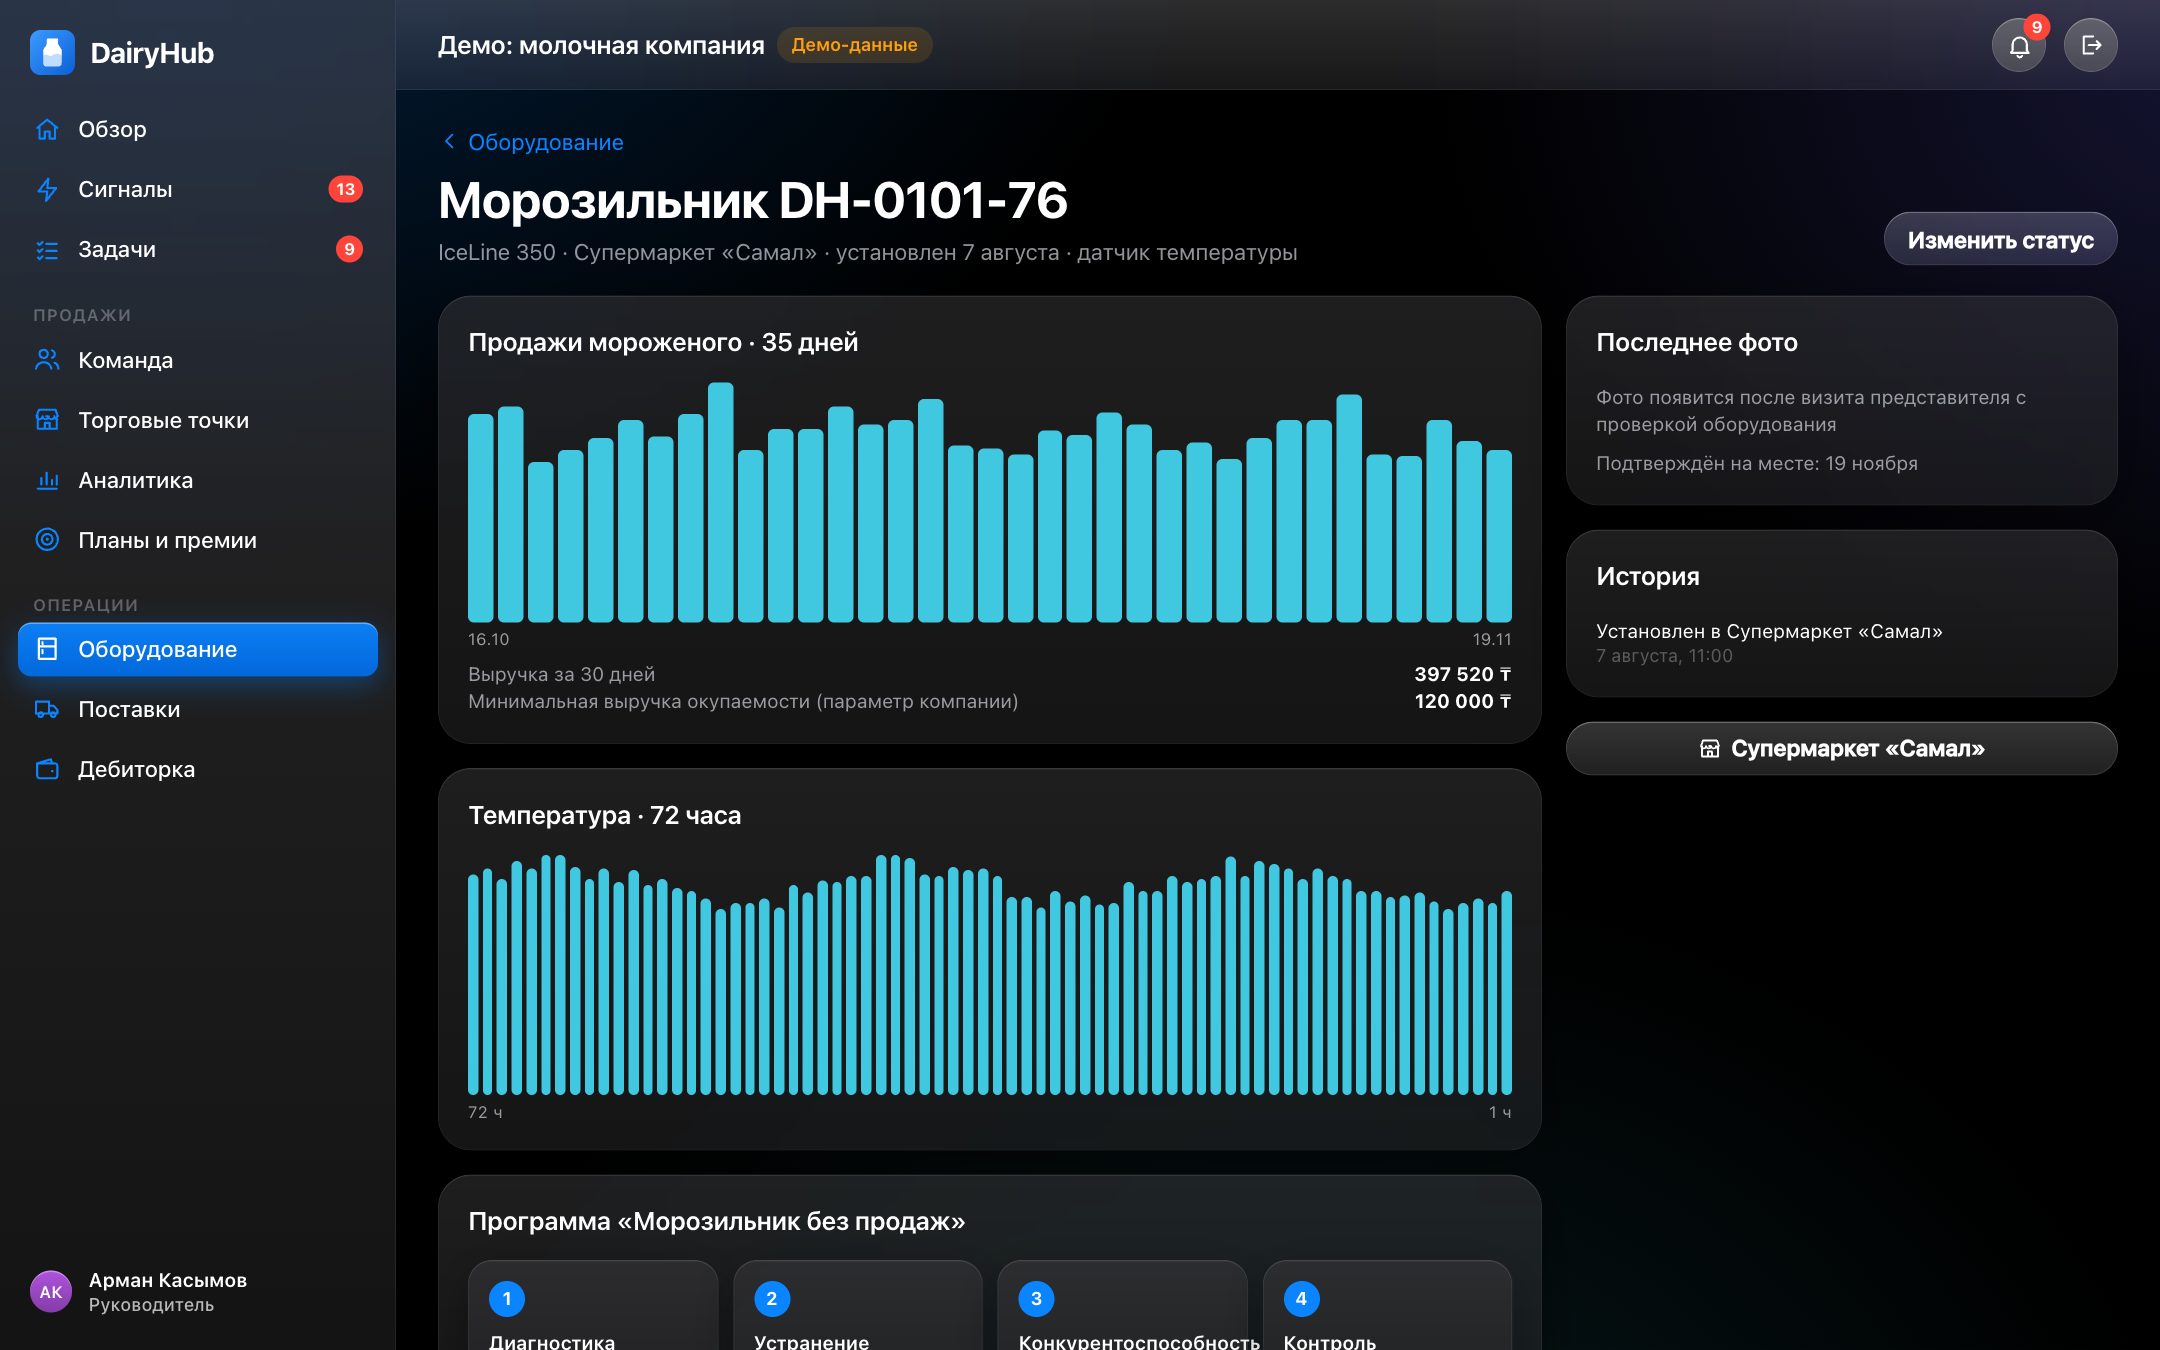 DairyHub
Обзор
Сигналы
13
Задачи
9
ПРОДАЖИ
Команда
Торговые точки
Аналитика
Планы и премии
ОПЕРАЦИИ
Оборудование
Поставки
Дебиторка
АК
Арман Касымов
Руководитель
Демо: молочная компания
Демо-данные
9
Оборудование
Морозильник DH-0101-76
IceLine 350 · Супермаркет «Самал» · установлен 7 августа · датчик температуры
Изменить статус
Продажи мороженого · 35 дней
16.10
19.11
Выручка за 30 дней
397 520 ₸
Минимальная выручка окупаемости (параметр компании)
120 000 ₸
Температура · 72 часа
72 ч
1 ч
Программа «Морозильник без продаж»
1
Диагностика
2
Устранение
3
Конкурентоспособность
4
Контроль
Последнее фото
Фото появится после визита представителя с
проверкой оборудования
Подтверждён на месте: 19 ноября
История
Установлен в Супермаркет «Самал»
7 августа, 11:00
Супермаркет «Самал»